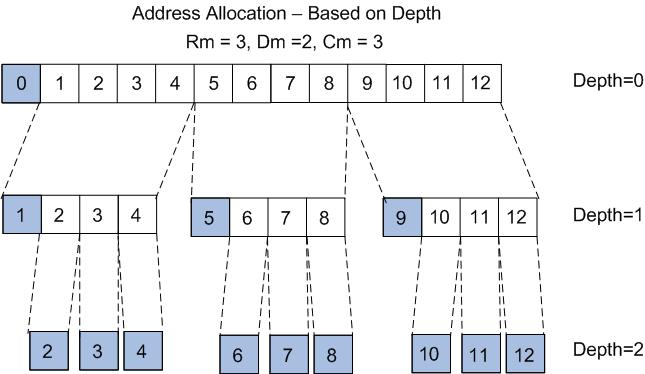 Address Allocation – Based on Depth
Rm = 3, Dm =2, Cm = 3
0 1 2 3 4 5 6 7 8 9 10 11 12 Depth=0
1 2 3 4 5 6 7 8 9 10 11 12 Depth=1
2 3 4 6 7 8 10 11 12 Depth=2